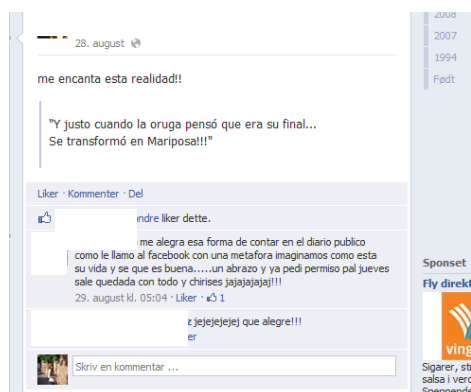 28. august
me encanta esta realidad!!
"Y justo cuando la oruga pensó que era su final...
Se transformó en Mariposa!!!"
Liker · Kommenter · Del
ndre liker dette.
me alegra esa forma de contar en el diario publico
como le llamo al facebook con una metafora imaginamos como esta
su vida y se que es buena.....un abrazo y ya pedi permiso pal jueves
sale quedada con todo y chirises jajajajajaj!!!
29. august kl. 05:04 · Liker · 1
z jejejejejej que alegre!!!
er
Skriv en kommentar ...
2008
2007
1994
Født
Sponset
Fly direkt
ving
Sigarer, st
salsa i verd